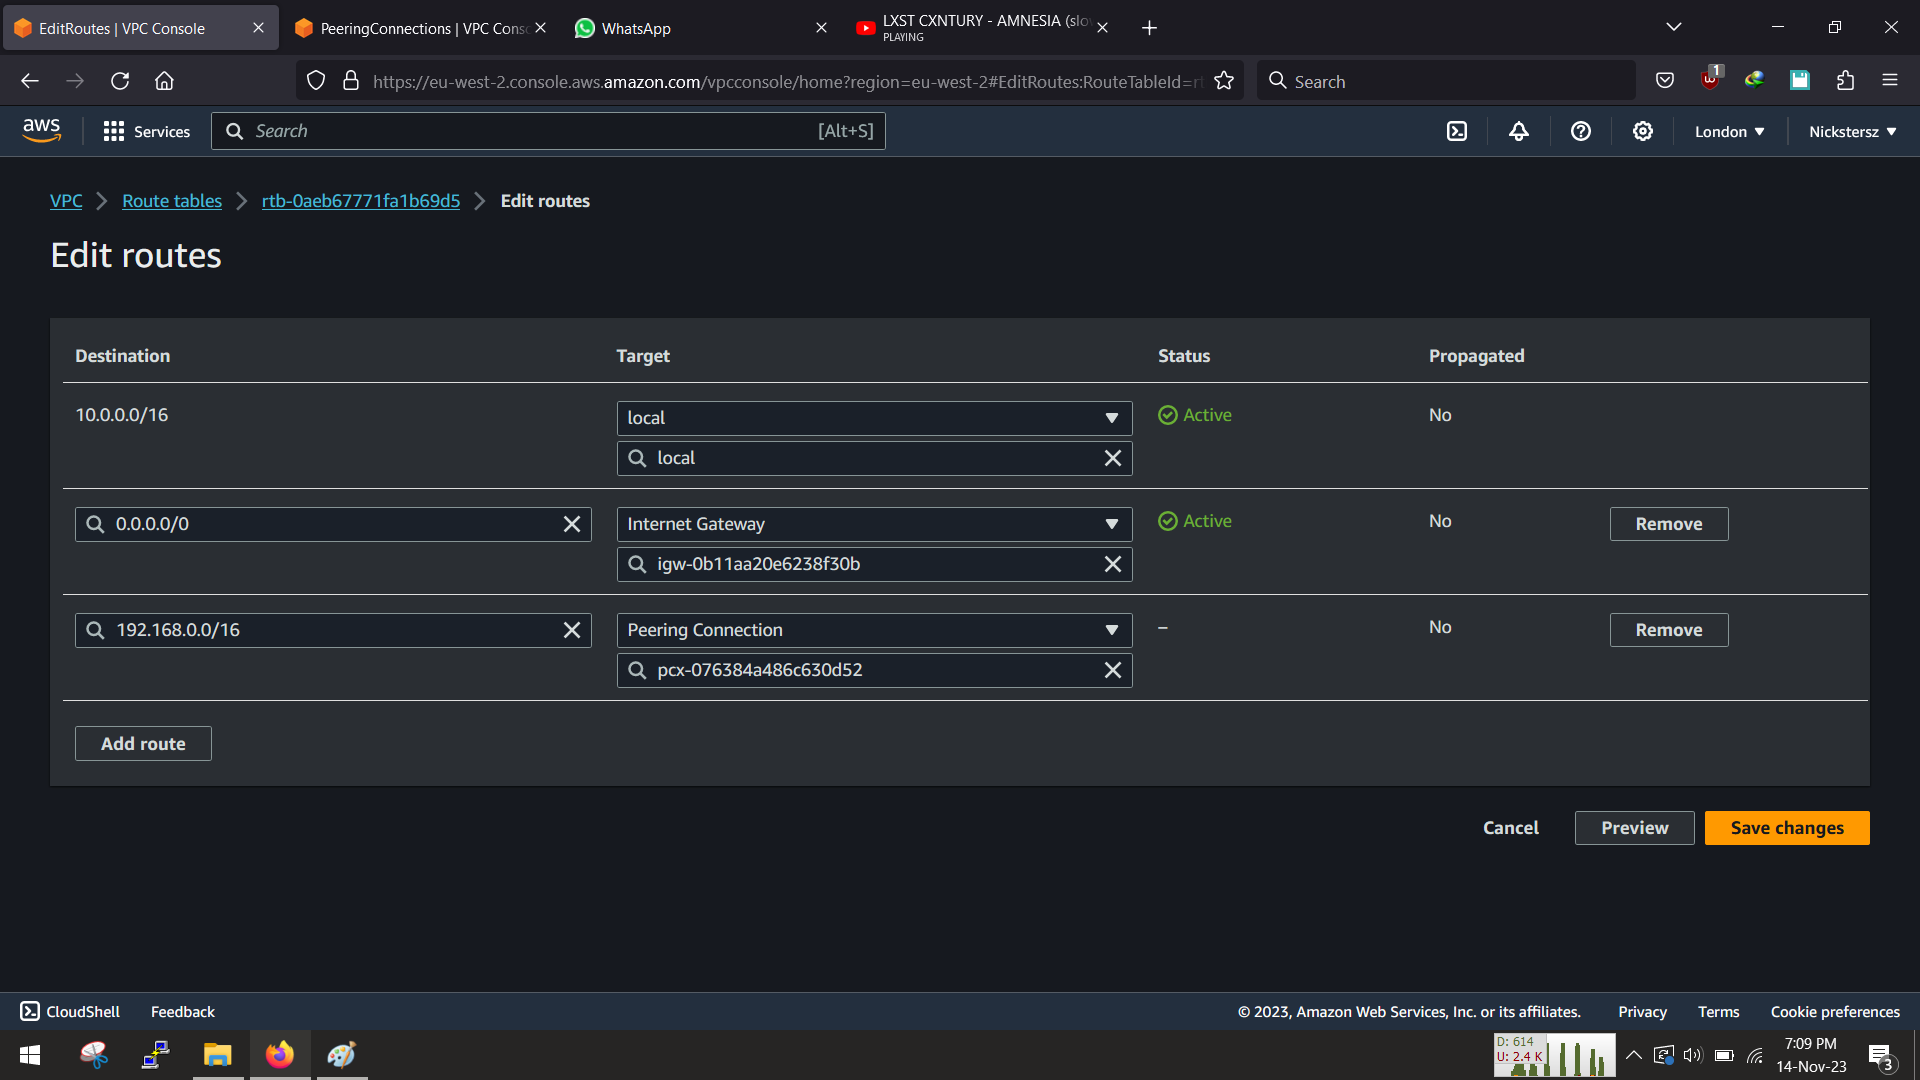 EditRoutes | VPC Console
PeeringConnections | VPC Cons
WhatsApp
LXST CXNTURY - AMNESIA (slo
PLAYING
https://eu-west-2.console.aws.amazon.com/vpcconsole/home?region=eu-west-2#EditRoutes:RouteTableId=r
Search
1
aws
Services
Search
[Alt+S]
London
Nickstersz
VPC
Route tables
rtb-0aeb67771fa1b69d5
Edit routes
Edit routes
Destination Target Status Propagated
10.0.0.0/16 local Active No
local
0.0.0.0/0 Internet Gateway Active No Remove
igw-0b11aa20e6238f30b
192.168.0.0/16 Peering Connection – No Remove
pcx-076384a486c630d52
Add route
Cancel Preview Save changes
CloudShell Feedback © 2023, Amazon Web Services, Inc. or its affiliates. Privacy Terms Cookie preferences
D: 614
U: 2.4 K
7:09 PM
14-Nov-23
3